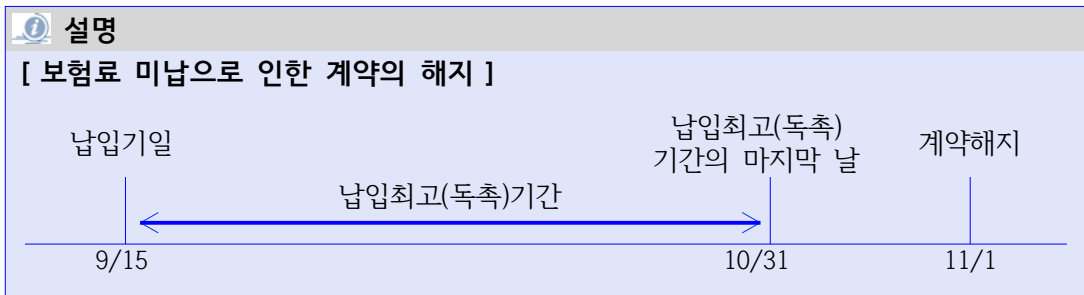 설명
[ 보험료 미납으로 인한 계약의 해지 ]
납입기일
납입최고(독촉)
기간의 마지막 날
계약해지
납입최고(독촉)기간
9/15
10/31
11/1